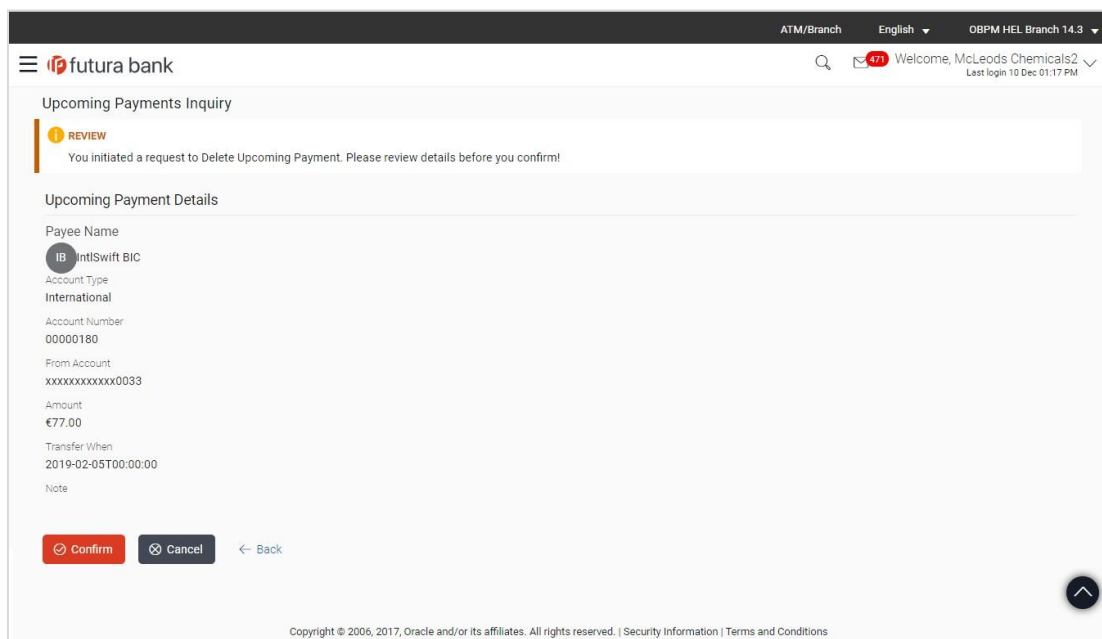 ATM/Branch English OBPM HEL Branch 14.3
futura bank 471 Welcome, McLeods Chemicals2
Last login 10 Dec 01:17 PM
Upcoming Payments Inquiry
REVIEW
You initiated a request to Delete Upcoming Payment. Please review details before you confirm!
Upcoming Payment Details
Payee Name
IB IntlSwift BIC
Account Type
International
Account Number
00000180
From Account
xxxxxxxxxxxx0033
Amount
€77.00
Transfer When
2019-02-05T00:00:00
Note
Confirm Cancel Back
Copyright © 2006, 2017, Oracle and/or its affiliates. All rights reserved. | Security Information | Terms and Conditions